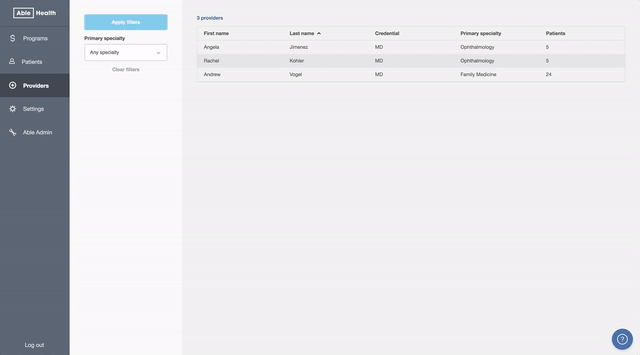 Able Health
Programs
Patients
Providers
Settings
Able Admin
Log out
Apply filters
Primary specialty
Any specialty
Clear filters
3 providers
First name Last name Credential Primary specialty Patients
Angela Jimenez MD Ophthalmology 5
Rachel Kohler MD Ophthalmology 5
Andrew Vogel MD Family Medicine 24
?